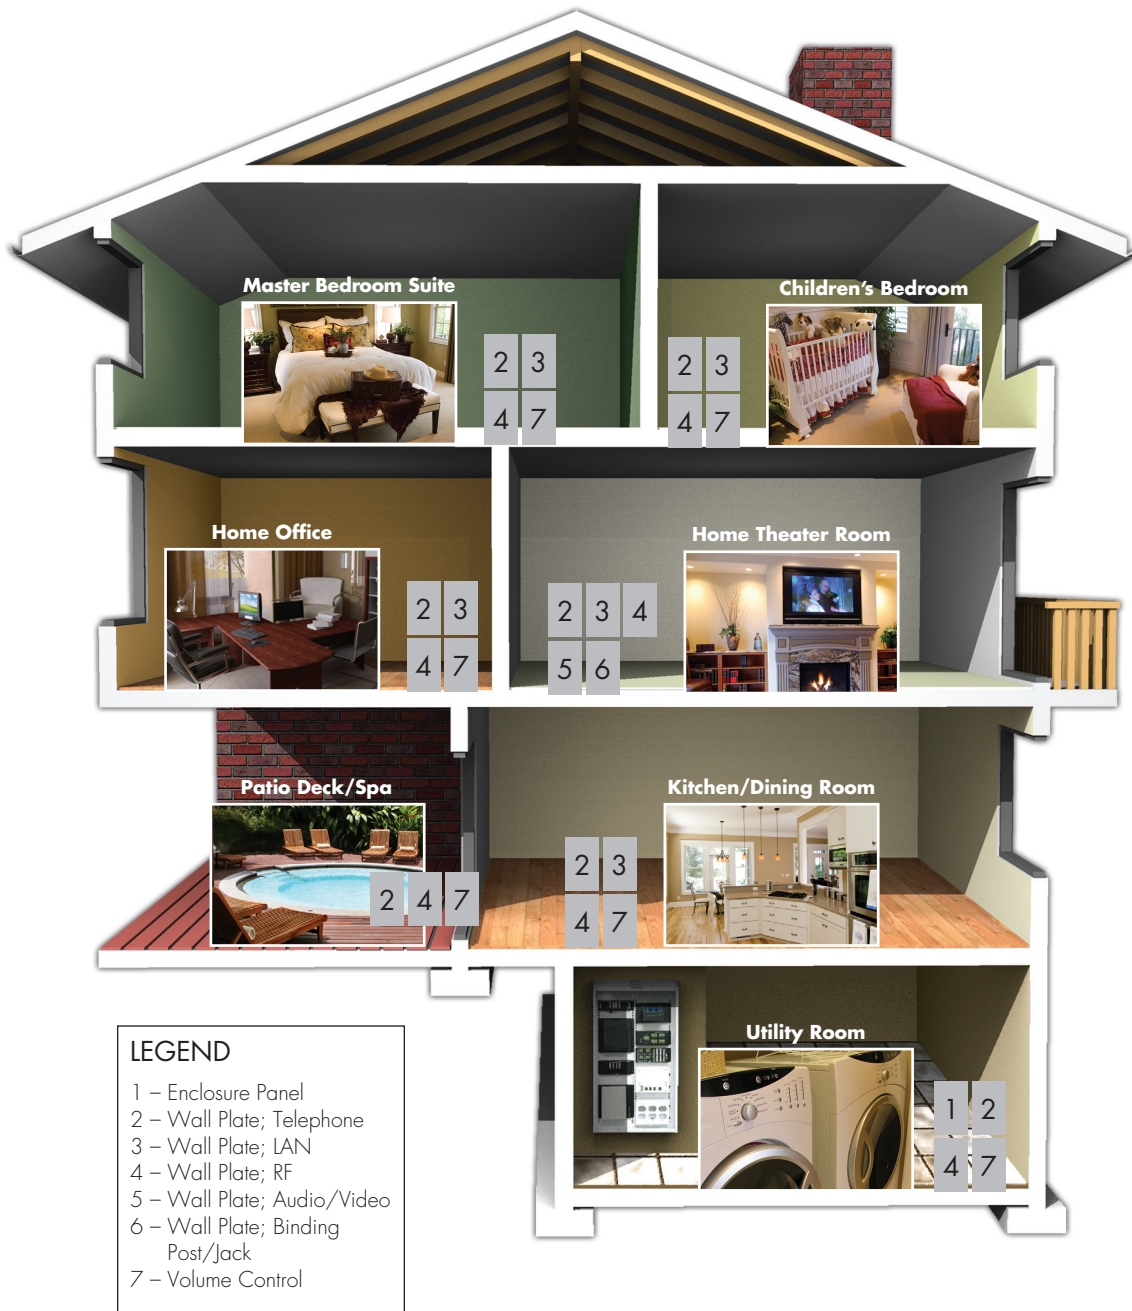 Master Bedroom Suite
2 3
4 7
Children's Bedroom
2 3
4 7
Home Office
2 3
4 7
Home Theater Room
2 3 4
5 6
Patio Deck/Spa
2 4 7
Kitchen/Dining Room
2 3
4 7
Utility Room
1 2
4 7
LEGEND
1 – Enclosure Panel
2 – Wall Plate; Telephone
3 – Wall Plate; LAN
4 – Wall Plate; RF
5 – Wall Plate; Audio/Video
6 – Wall Plate; Binding
Post/Jack
7 – Volume Control